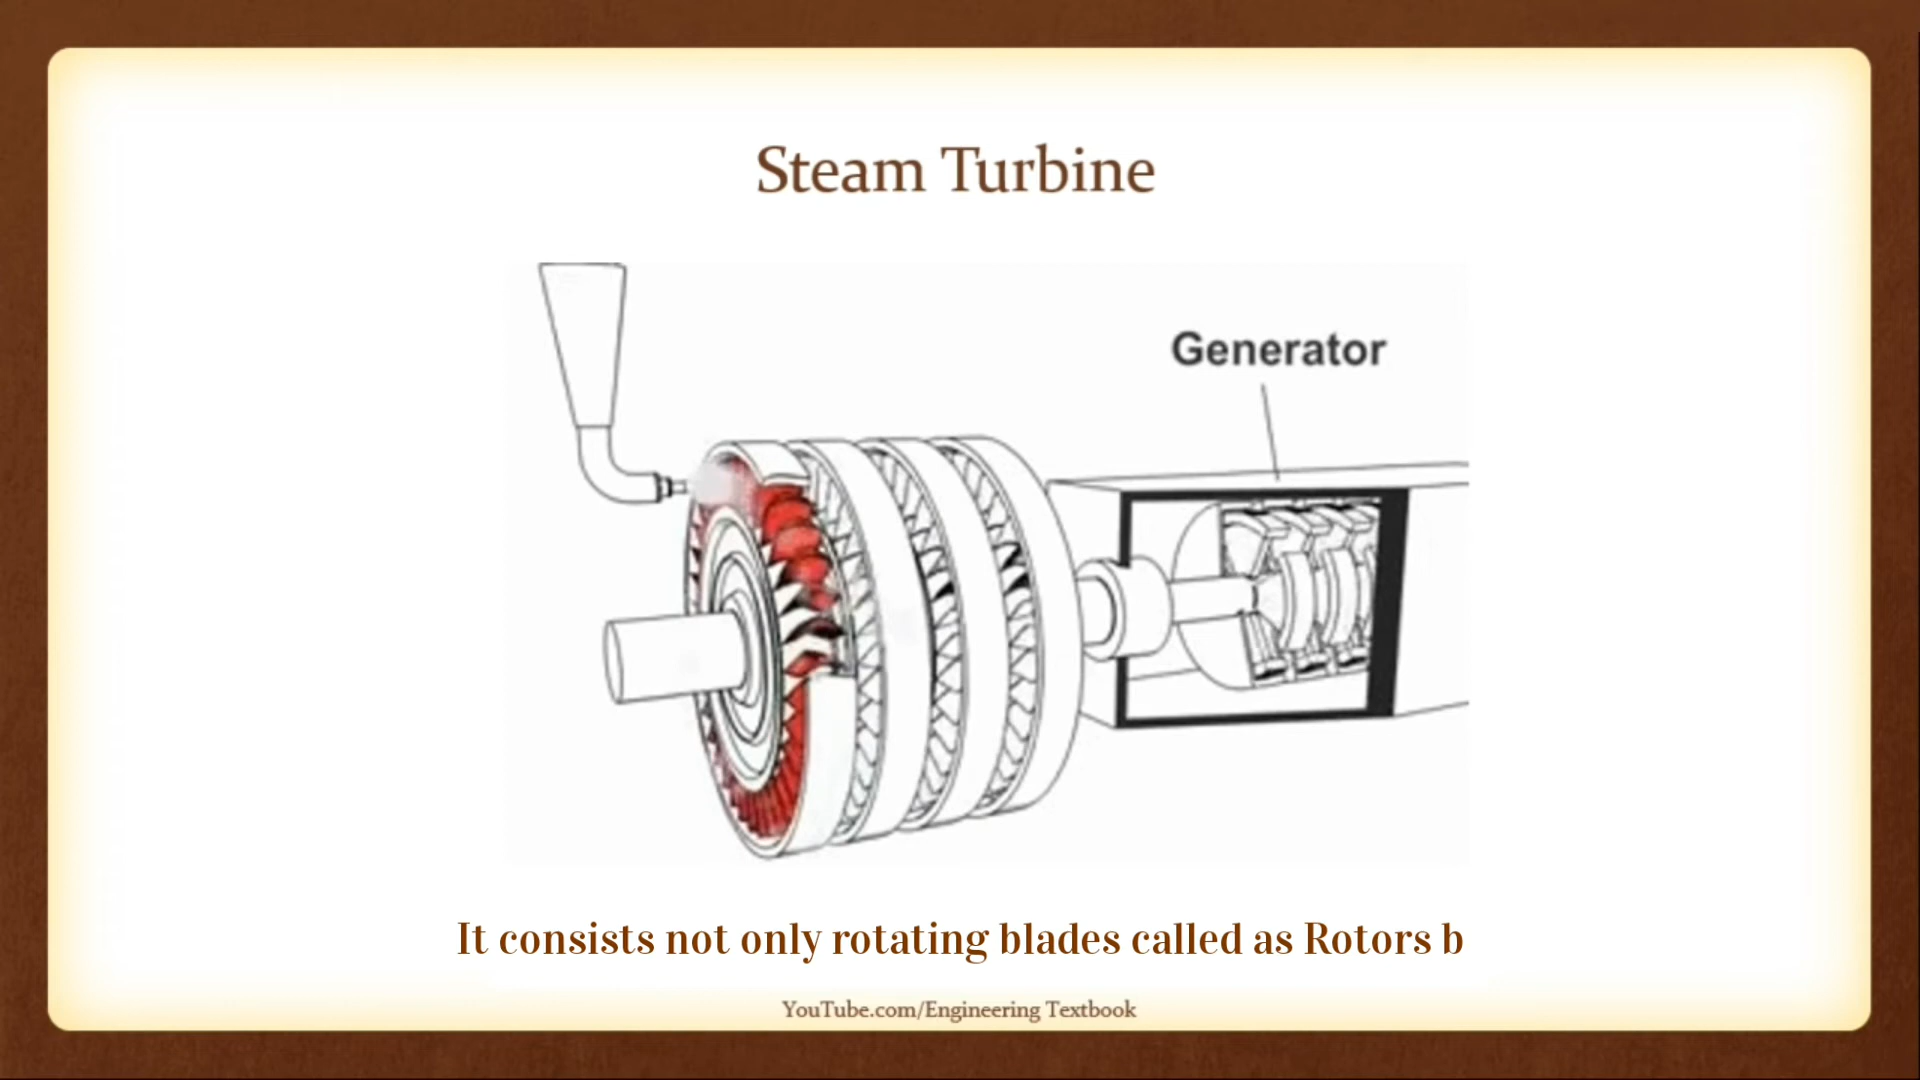 Steam Turbine
Generator
It consists not only rotating blades called as Rotors b
YouTube.com/Engineering Textbook